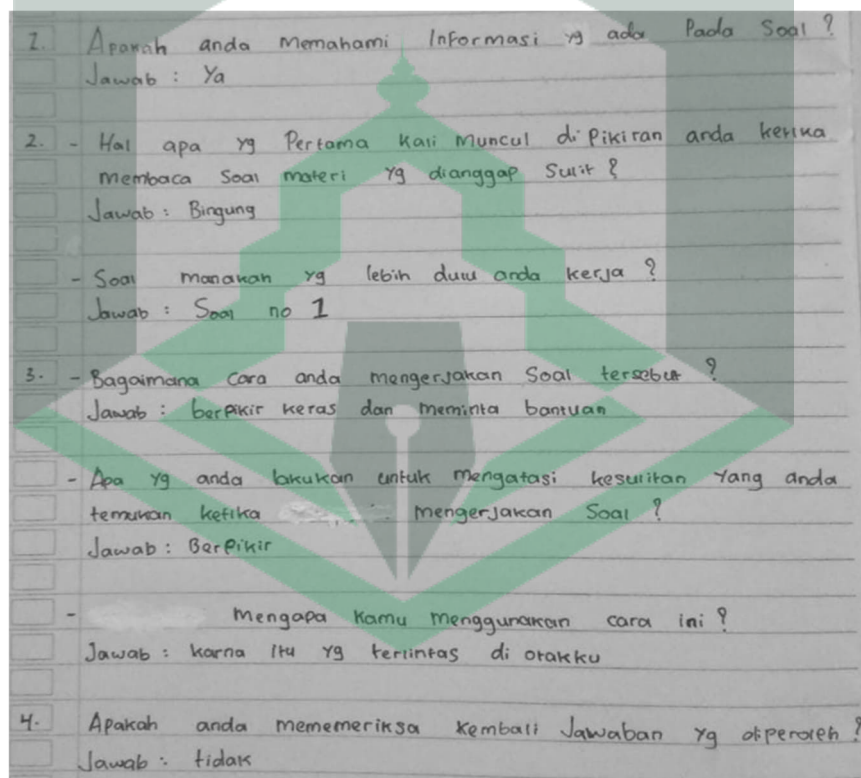 1. Apakah anda memahami Informasi yg ada Pada Soal ?
Jawab : Ya
2. - Hal apa yg Pertama kali Muncul di Pikiran anda ketika
membaca Soal materi yg dianggap Sulit ?
Jawab : Bingung
- Soal manakah yg lebih dulu anda kerja ?
Jawab : Soal no 1
3. - Bagaimana cara anda mengerjakan Soal tersebut ?
Jawab : berpikir keras dan meminta bantuan
- Apa yg anda lakukan untuk mengatasi kesulitan Yang anda
temukan ketika mengerjakan Soal ?
Jawab : Berpikir
- Mengapa kamu menggunakan cara ini ?
Jawab : karna Itu yg terlintas di otakku
4. Apakah anda mememeriksa kembali Jawaban yg diperoleh ?
Jawab : tidak